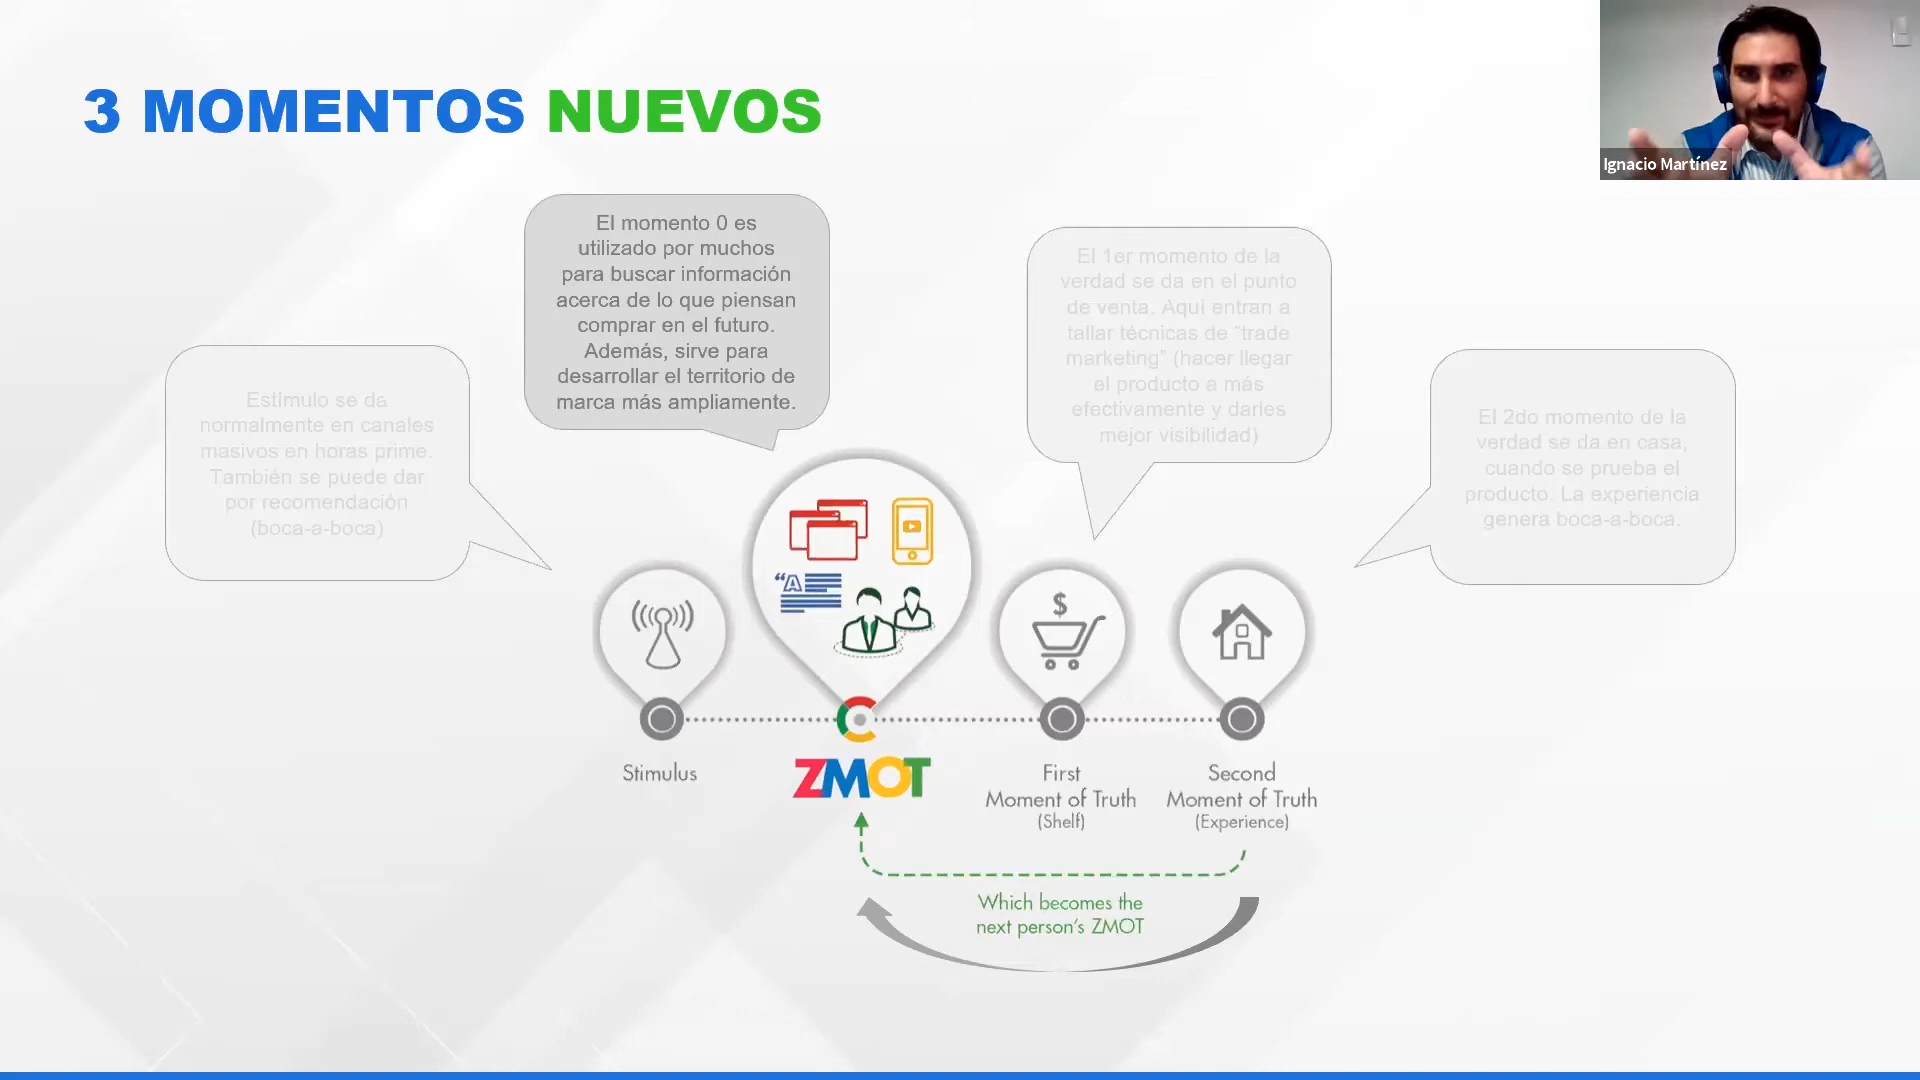 3 MOMENTOS NUEVOS
Ignacio Martínez
El momento 0 es
utilizado por muchos
para buscar información
acerca de lo que piensan
comprar en el futuro.
Además, sirve para
desarrollar el territorio de
marca más ampliamente.
El 1er momento de la
verdad se da en el punto
de venta. Aquí entran a
tallar técnicas de “trade
marketing” (hacer llegar
el producto a más
efectivamente y darles
mejor visibilidad)
Estímulo se da
normalmente en canales
masivos en horas prime.
También se puede dar
por recomendación
(boca-a-boca)
El 2do momento de la
verdad se da en casa,
cuando se prueba el
producto. La experiencia
genera boca-a-boca.
“A
$
Stimulus
ZMOT
First
Moment of Truth
(Shelf)
Second
Moment of Truth
(Experience)
Which becomes the
next person's ZMOT